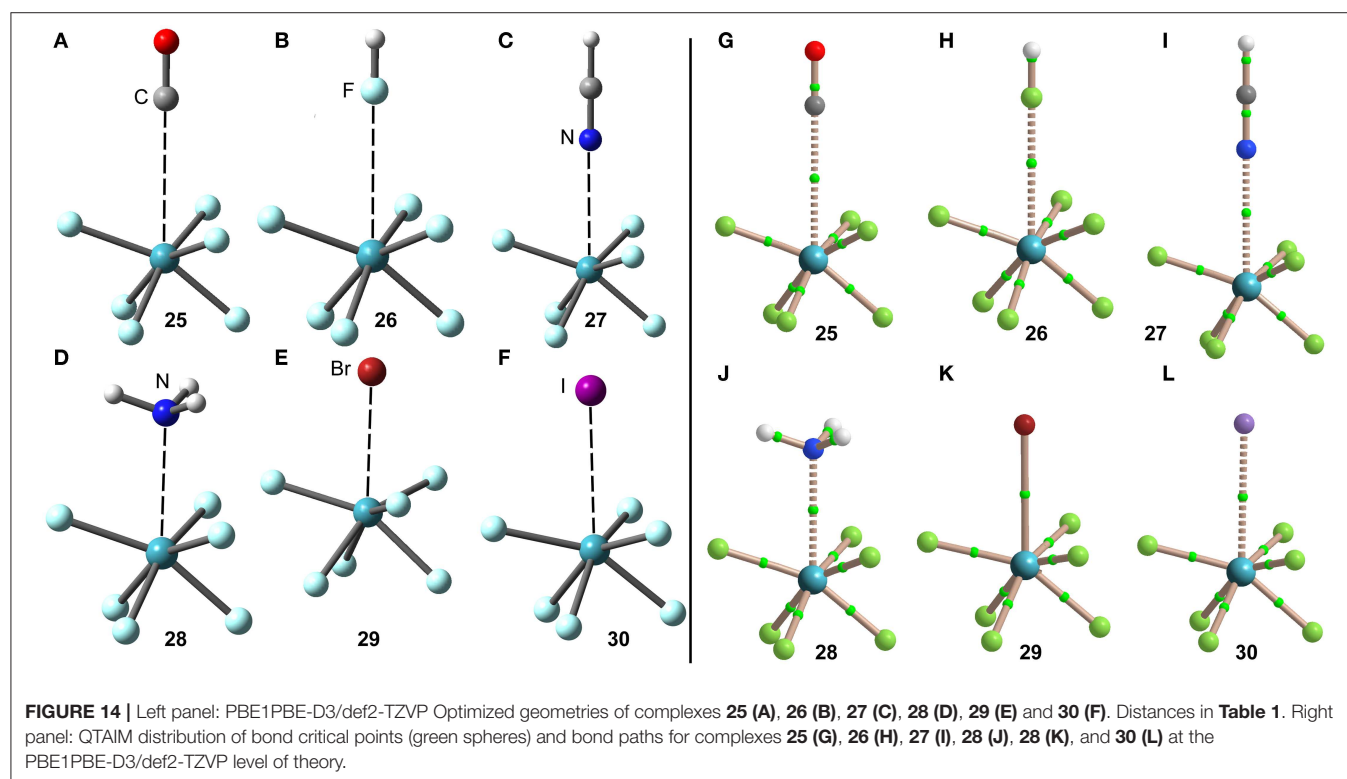 A
B
C
C
F
N
25
26
27
D
E
F
N
Br
I
28
29
30
G
H
I
25
26
27
J
K
L
28
29
30
FIGURE 14 | Left panel: PBE1PBE-D3/def2-TZVP Optimized geometries of complexes 25 (A), 26 (B), 27 (C), 28 (D), 29 (E) and 30 (F). Distances in Table 1. Right
panel: QTAIM distribution of bond critical points (green spheres) and bond paths for complexes 25 (G), 26 (H), 27 (I), 28 (J), 28 (K), and 30 (L) at the
PBE1PBE-D3/def2-TZVP level of theory.